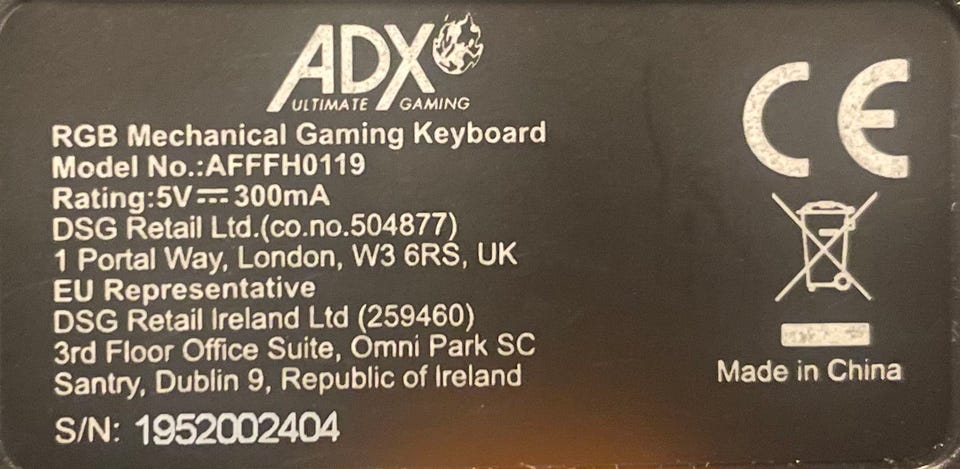 ADX
ULTIMATE GAMING
RGB Mechanical Gaming Keyboard
Model No.:AFFFH0119
Rating:5V⎓300mA
DSG Retail Ltd.(co.no.504877)
1 Portal Way, London, W3 6RS, UK
EU Representative
DSG Retail Ireland Ltd (259460)
3rd Floor Office Suite, Omni Park SC
Santry, Dublin 9, Republic of Ireland
S/N: 1952002404
CE
Made in China